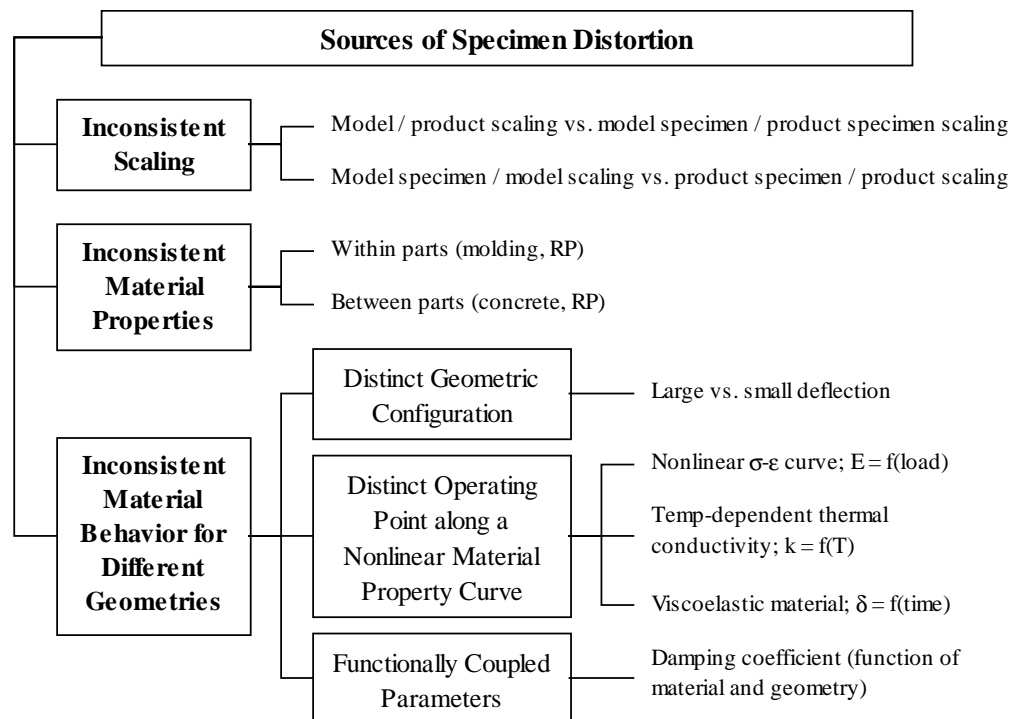 Sources of Specimen Distortion
Inconsistent
Scaling
Model / product scaling vs. model specimen / product specimen scaling
Model specimen / model scaling vs. product specimen / product scaling
Inconsistent
Material
Properties
Within parts (molding, RP)
Between parts (concrete, RP)
Inconsistent
Material
Behavior for
Different
Geometries
Distinct Geometric
Configuration
Large vs. small deflection
Distinct Operating
Point along a
Nonlinear Material
Property Curve
Nonlinear σ-ε curve; E = f(load)
Temp-dependent thermal
conductivity; k = f(T)
Viscoelastic material; δ = f(time)
Functionally Coupled
Parameters
Damping coefficient (function of
material and geometry)